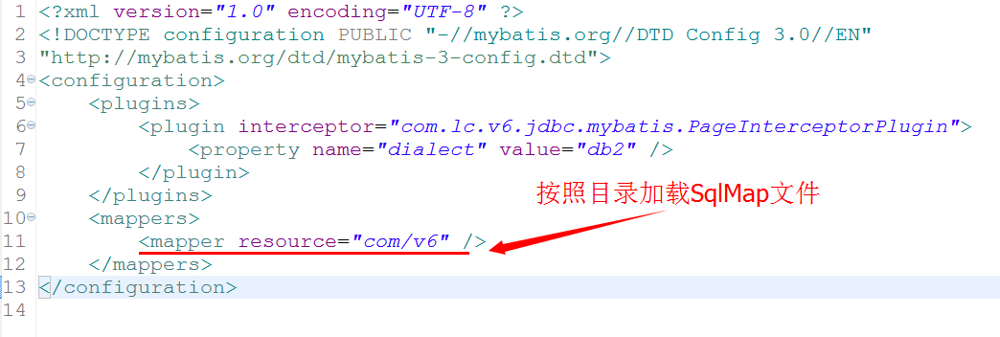 1 <?xml version="1.0" encoding="UTF-8" ?>
2 <!DOCTYPE configuration PUBLIC "-//mybatis.org//DTD Config 3.0//EN"
3 "http://mybatis.org/dtd/mybatis-3-config.dtd">
4 <configuration>
5     <plugins>
6         <plugin interceptor="com.lc.v6.jdbc.mybatis.PageInterceptorPlugin">
7             <property name="dialect" value="db2" />
8         </plugin>
9     </plugins>
按照目录加载SqlMap文件
10     <mappers>
11         <mapper resource="com/v6" />
12     </mappers>
13 </configuration>
14